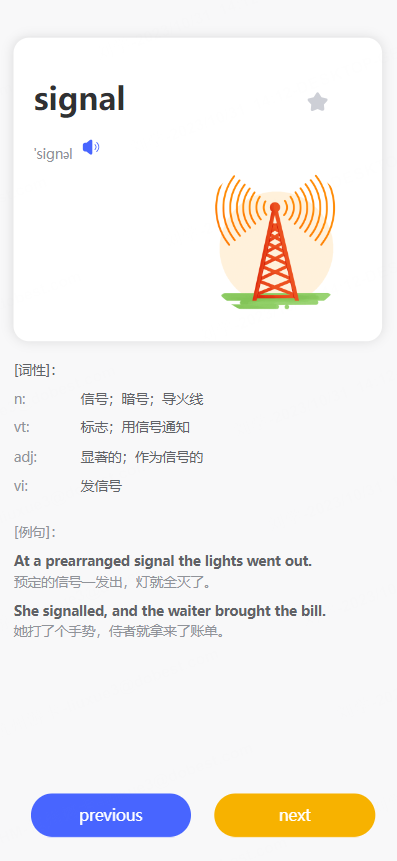 signal
ˈsignəl
[词性]：
n: 信号；暗号；导火线
vt: 标志；用信号通知
adj: 显著的；作为信号的
vi: 发信号
[例句]：
At a prearranged signal the lights went out.
预定的信号一发出，灯就全灭了。
She signalled, and the waiter brought the bill.
她打了个手势，侍者就拿来了账单。
previous next